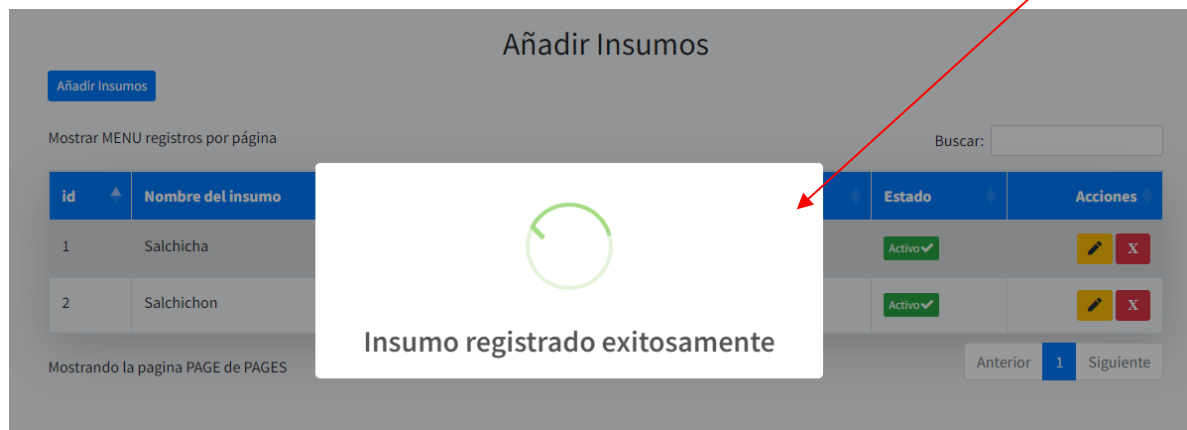 Añadir Insumos
Añadir Insumos
Mostrar MENU registros por página
Buscar:
id Nombre del insumo Estado Acciones
1 Salchicha Activo X
2 Salchichon Activo X
Insumo registrado exitosamente
Mostrando la pagina PAGE de PAGES
Anterior 1 Siguiente